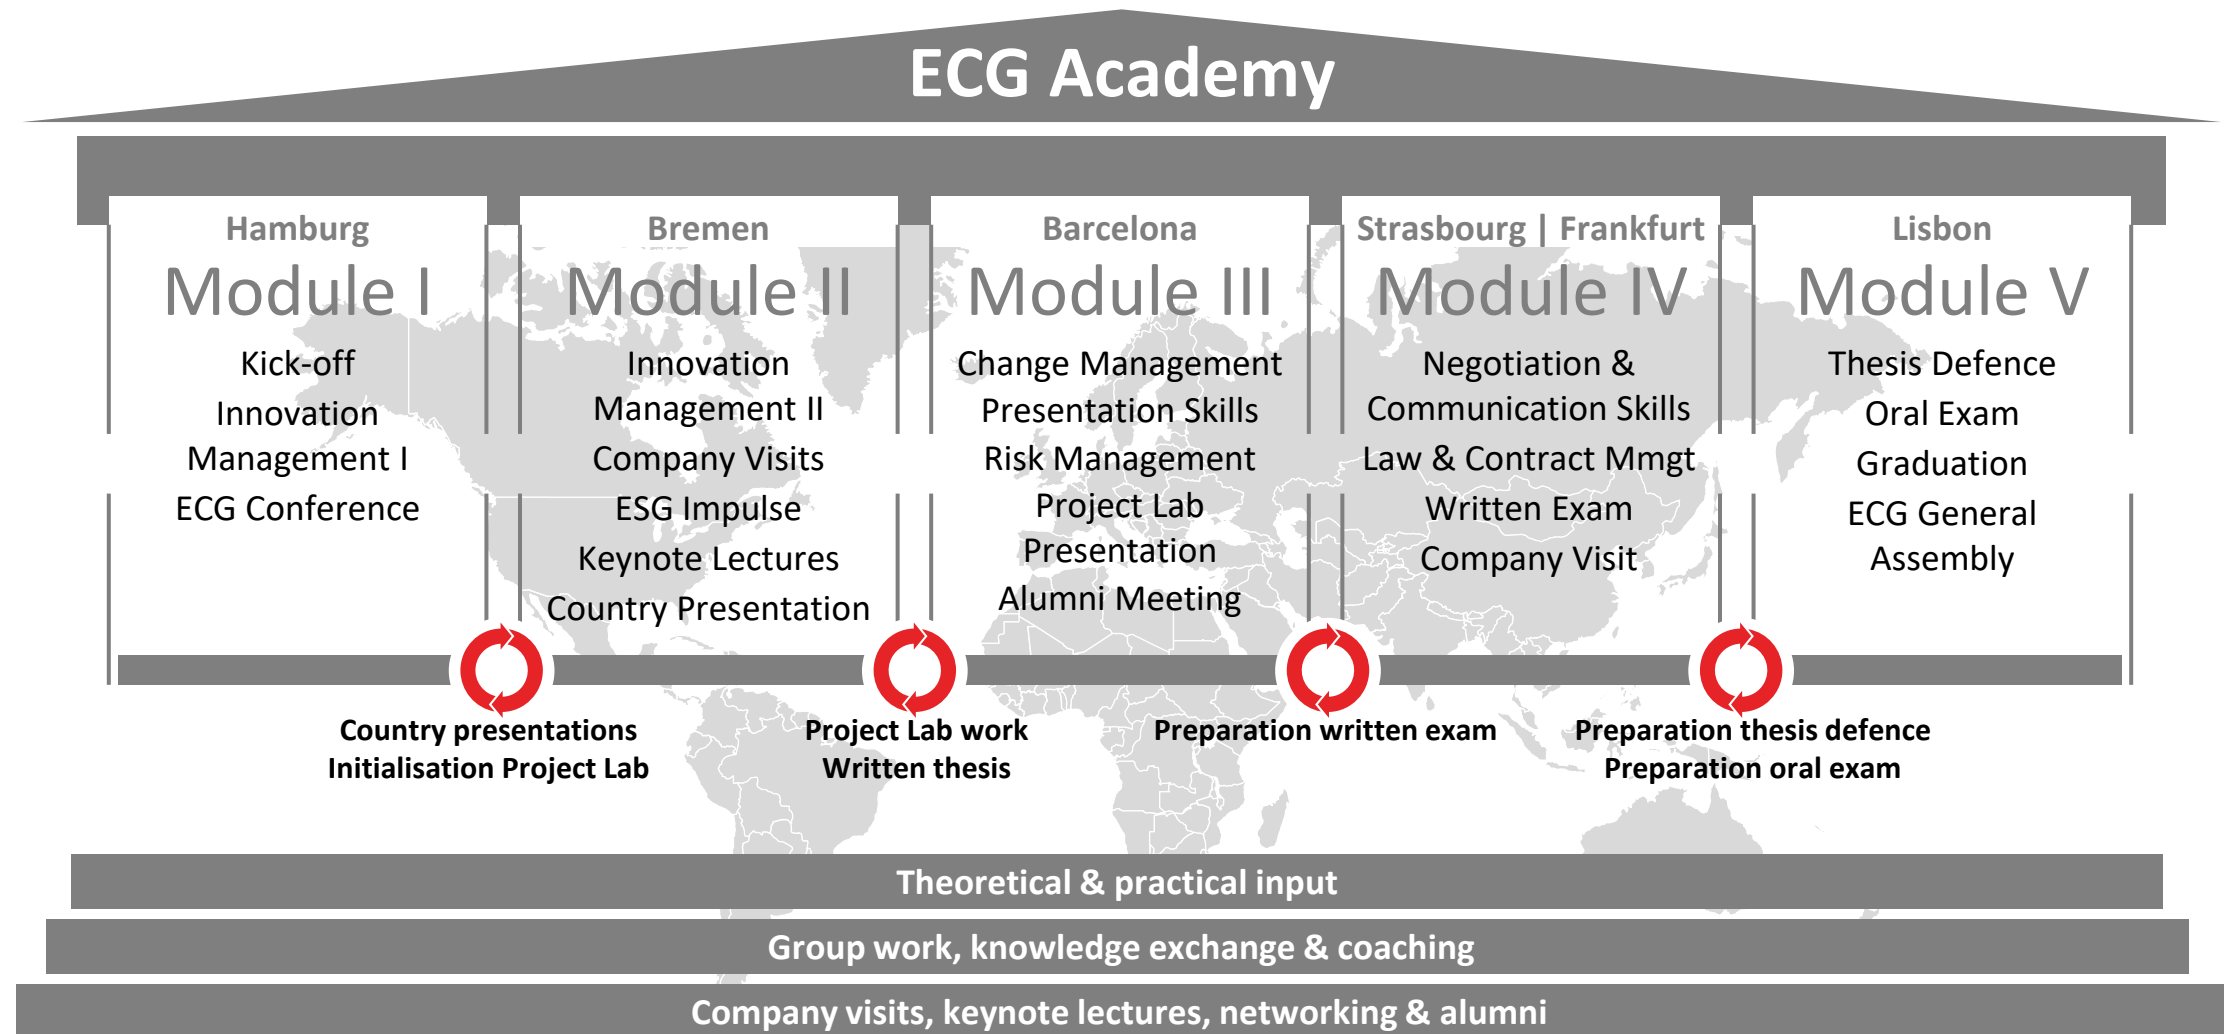 ECG Academy
Hamburg
Module I
Kick-off
Innovation
Management I
ECG Conference
Bremen
Module II
Innovation
Management II
Company Visits
ESG Impulse
Keynote Lectures
Country Presentation
Barcelona
Module III
Change Management
Presentation Skills
Risk Management
Project Lab
Presentation
Alumni Meeting
Strasbourg | Frankfurt
Module IV
Negotiation &
Communication Skills
Law & Contract Mmgt
Written Exam
Company Visit
Lisbon
Module V
Thesis Defence
Oral Exam
Graduation
ECG General
Assembly
Country presentations
Initialisation Project Lab
Project Lab work
Written thesis
Preparation written exam
Preparation thesis defence
Preparation oral exam
Theoretical & practical input
Group work, knowledge exchange & coaching
Company visits, keynote lectures, networking & alumni